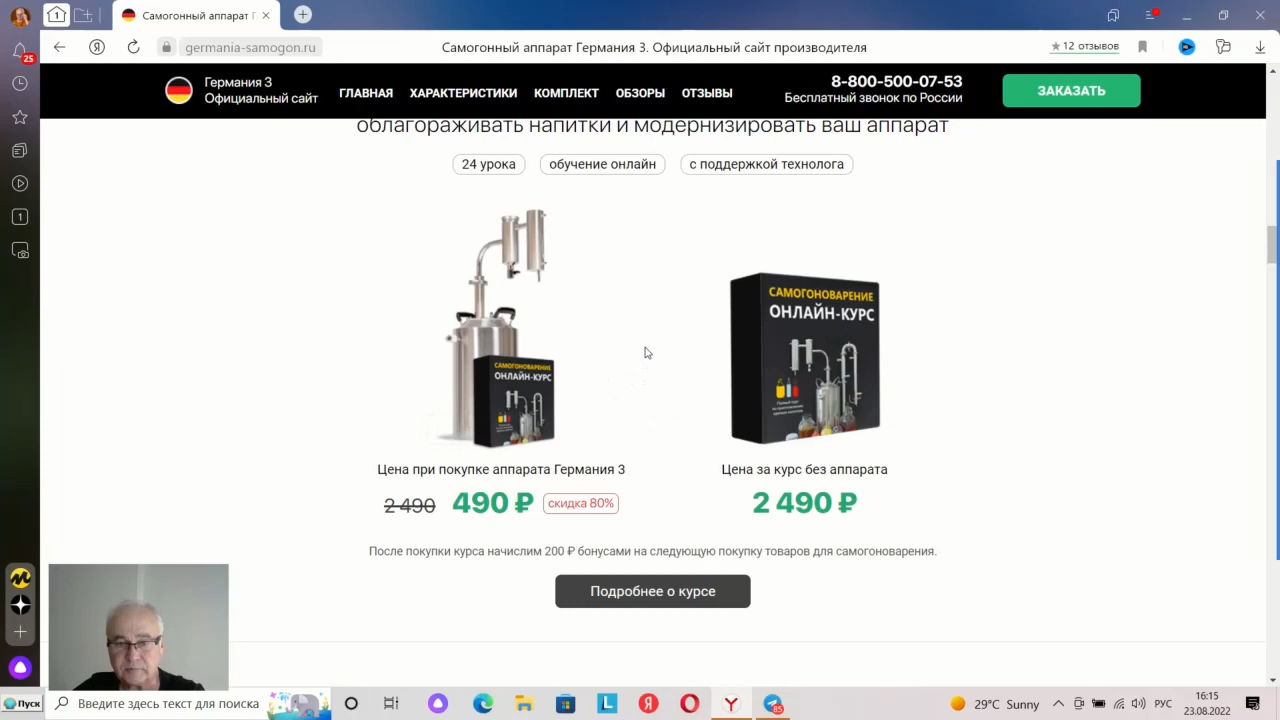 Самогонный аппарат Г
germania-samogon.ru
Самогонный аппарат Германия 3. Официальный сайт производителя
12 отзывов
25
1
Германия 3
Официальный сайт
ГЛАВНАЯ
ХАРАКТЕРИСТИКИ
КОМПЛЕКТ
ОБЗОРЫ
ОТЗЫВЫ
8-800-500-07-53
Бесплатный звонок по России
ЗАКАЗАТЬ
облагораживать напитки и модернизировать ваш аппарат
24 урока
обучение онлайн
с поддержкой технолога
1
САМОГОНОВАРЕНИЕ
ОНЛАЙН-КУРС
САМОГОНОВАРЕНИЕ
ОНЛАЙН-КУРС
Цена при покупке аппарата Германия 3
2 490 490 ₽ скидка 80%
Цена за курс без аппарата
2 490 ₽
После покупки курса начислим 200 ₽ бонусами на следующую покупку товаров для самогоноварения.
Подробнее о курсе
Пуск
Введите здесь текст для поиска
85
29°C Sunny
РУС
16:15
23.08.2022